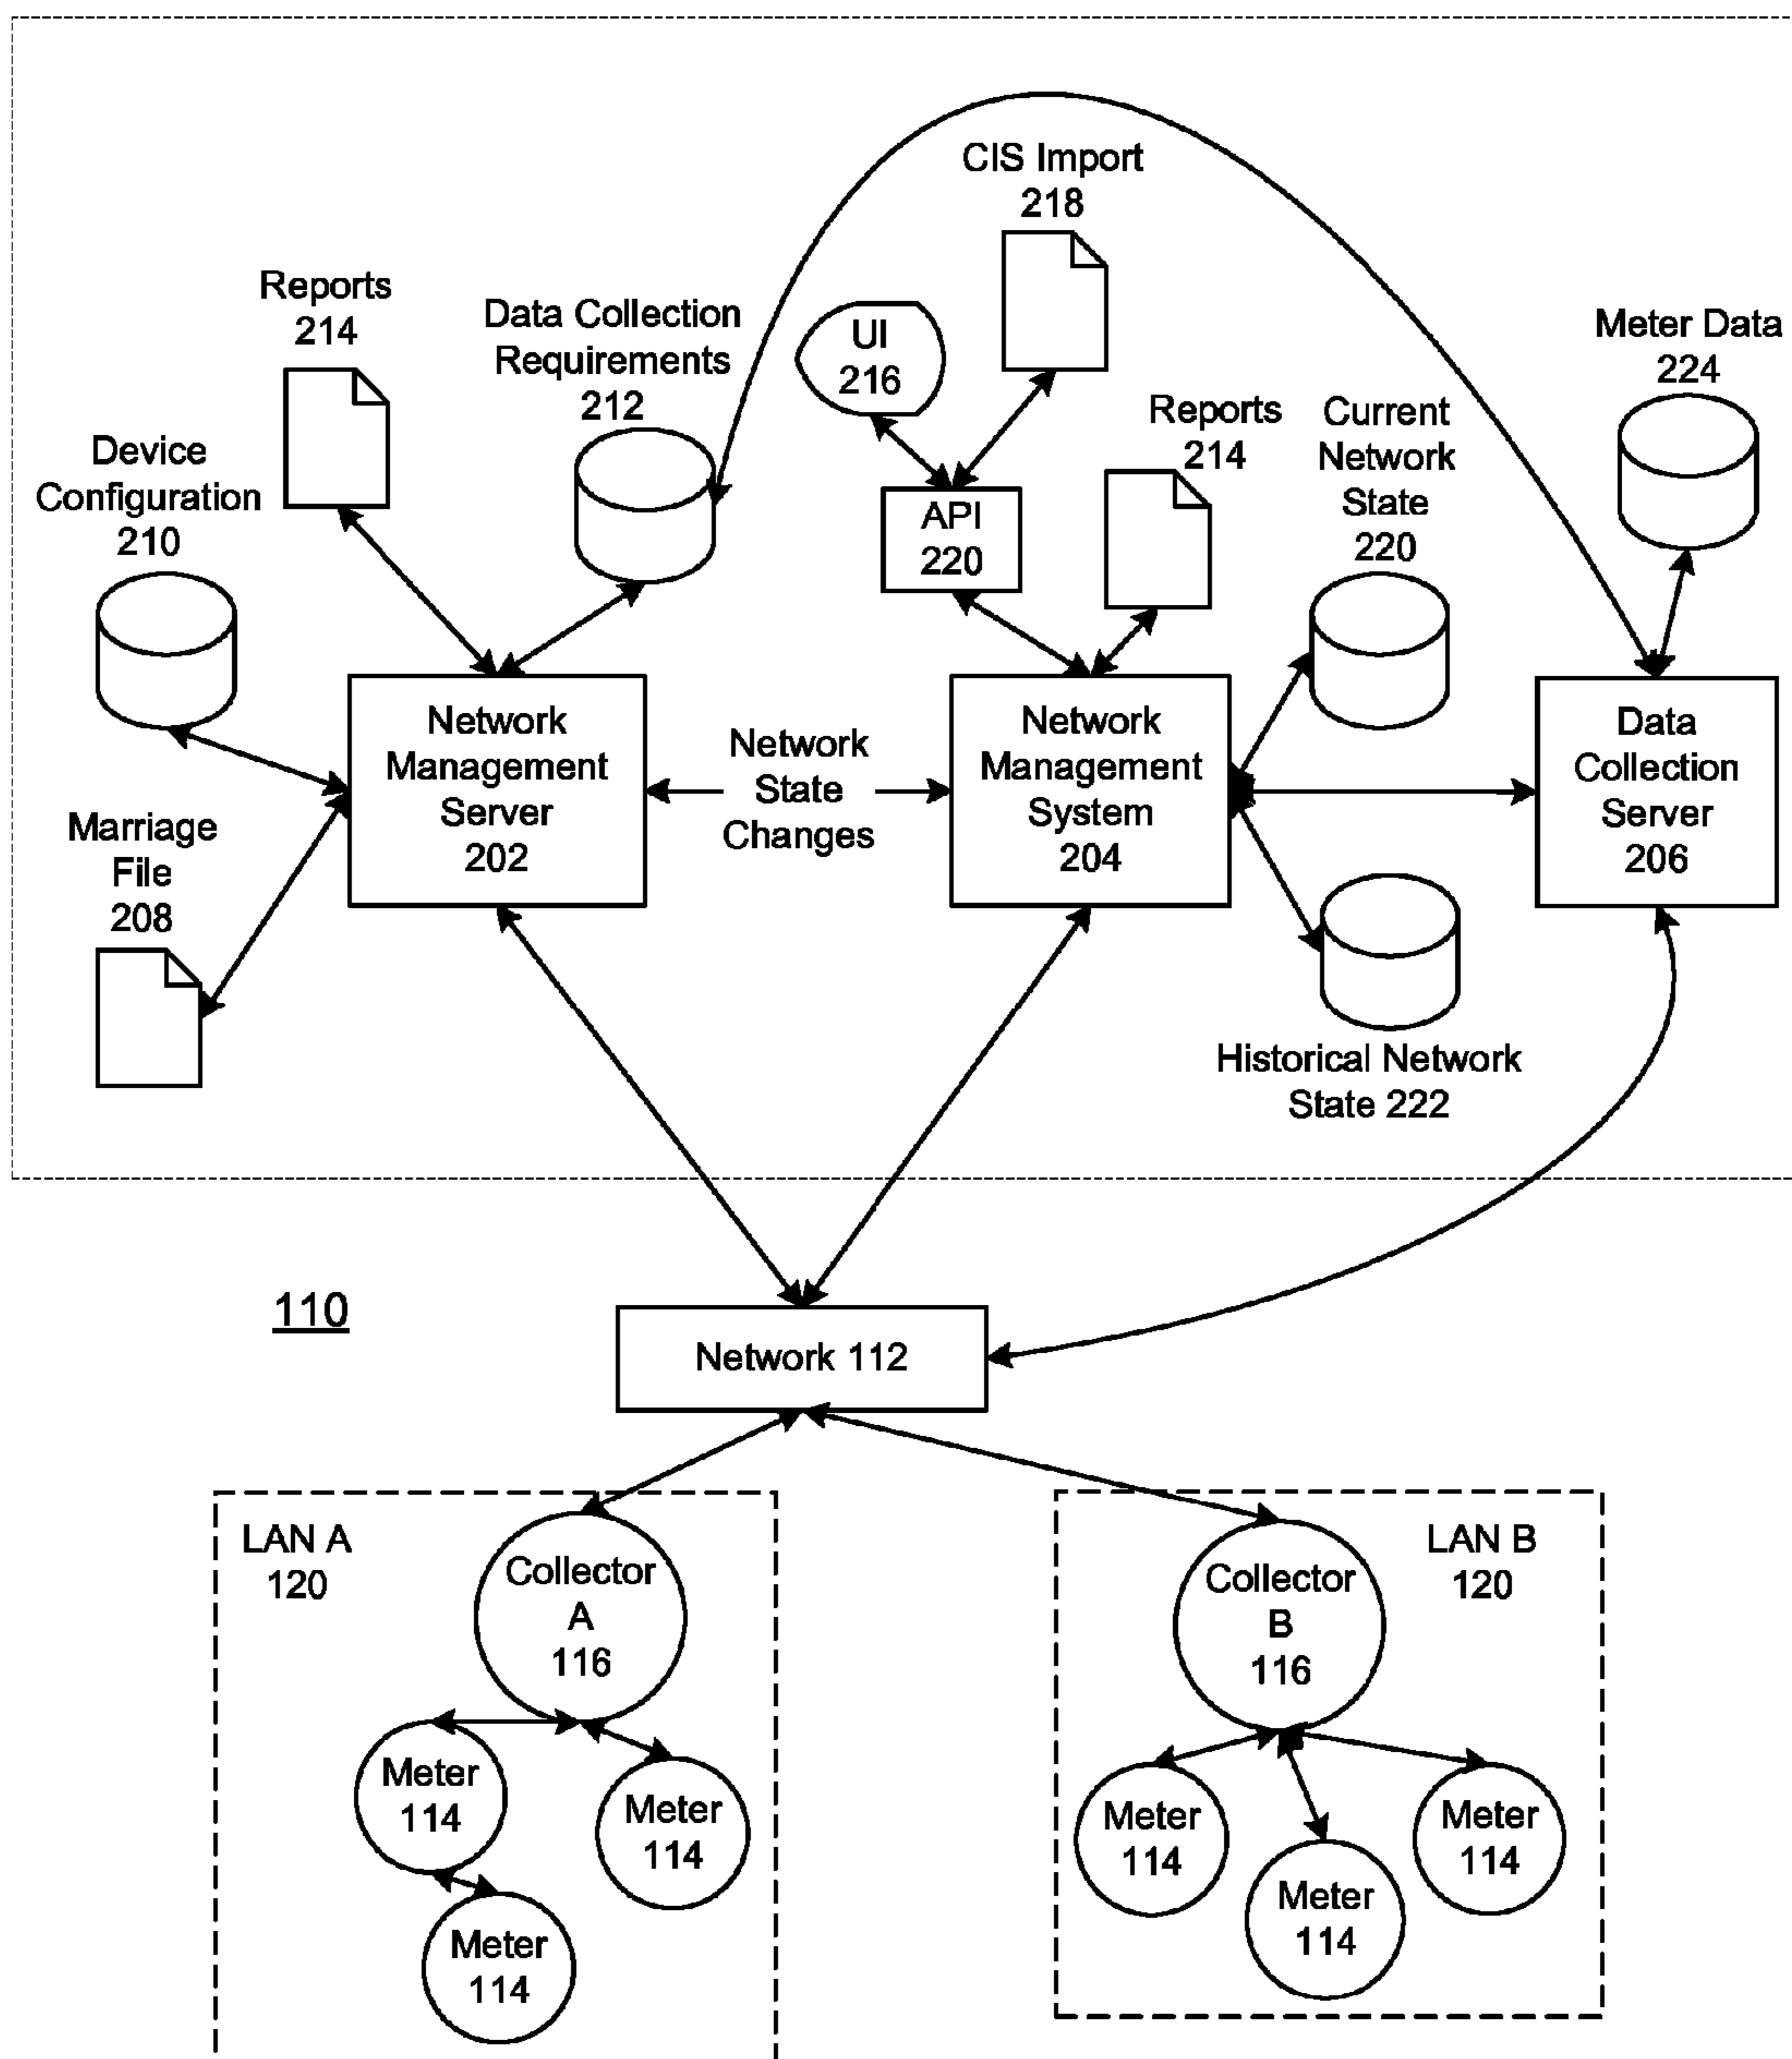 CIS Import
218
Reports
214
Data Collection
Requirements
212
UI
216
Meter Data
224
Device
Configuration
210
API
220
Reports
214
Current
Network
State
220
Network
Management
Server
202
Network
State
Changes
Network
Management
System
204
Data
Collection
Server
206
Marriage
File
208
Historical Network
State 222
110
Network 112
LAN A
120
Collector
A
116
LAN B
120
Collector
B
116
Meter
114
Meter
114
Meter
114
Meter
114
Meter
114
Meter
114